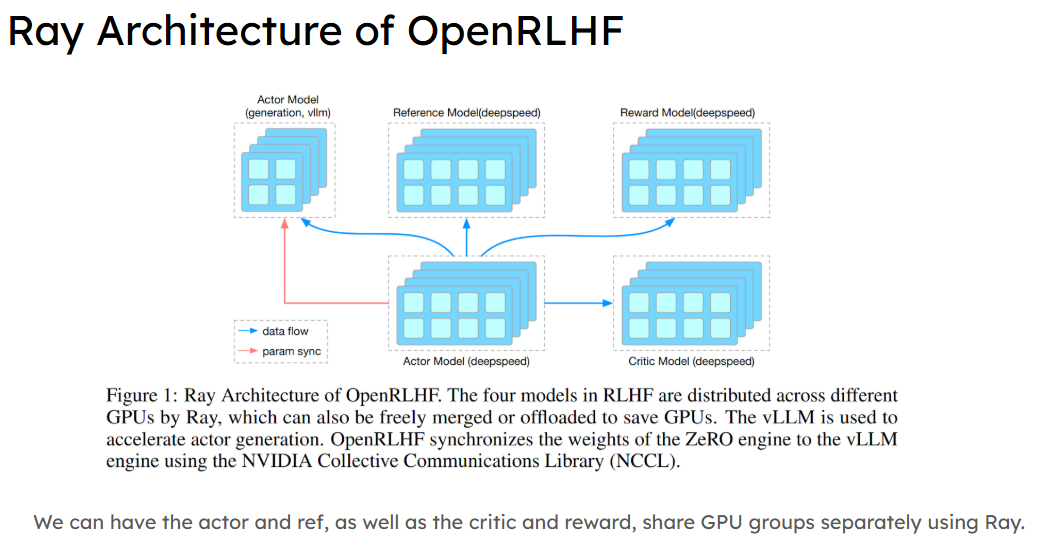 Ray Architecture of OpenRLHF
Actor Model
(generation, vllm)
Reference Model(deepspeed)
Reward Model(deepspeed)
data flow
param sync
Actor Model (deepspeed)
Critic Model (deepspeed)
Figure 1: Ray Architecture of OpenRLHF. The four models in RLHF are distributed across different
GPUs by Ray, which can also be freely merged or offloaded to save GPUs. The vLLM is used to
accelerate actor generation. OpenRLHF synchronizes the weights of the ZeRO engine to the vLLM
engine using the NVIDIA Collective Communications Library (NCCL).
We can have the actor and ref, as well as the critic and reward, share GPU groups separately using Ray.